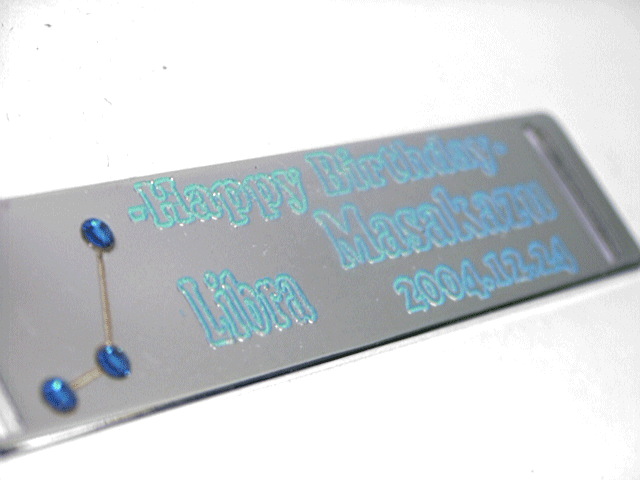 -Happy Birthday-
Masakazu
Libra
2004.12.24